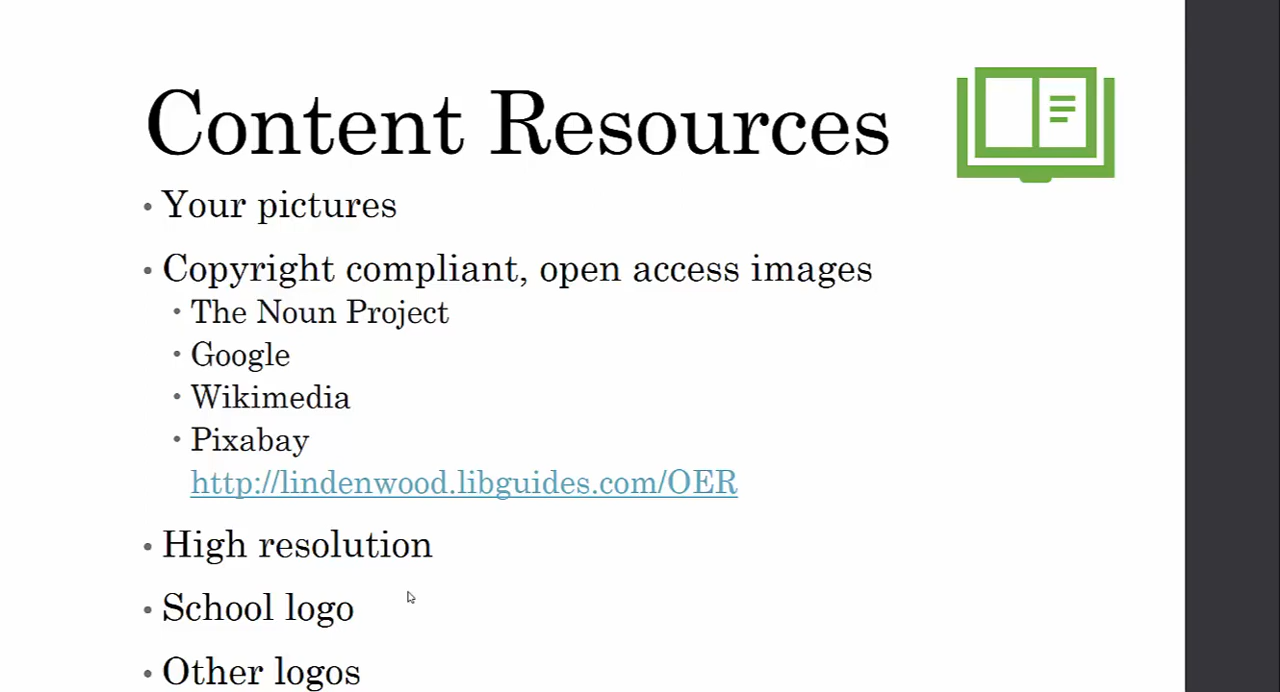 Content Resources
• Your pictures
• Copyright compliant, open access images
• The Noun Project
• Google
• Wikimedia
• Pixabay
http://lindenwood.libguides.com/OER
• High resolution
• School logo
• Other logos